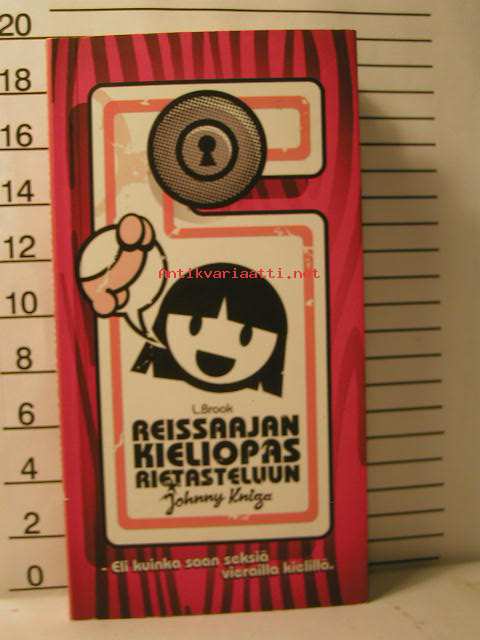 20
18
16
14
12
10
8
6
4
2
0
Antikvariaatti.net
L.Brook
REISSAAJAN
KIELIOPAS
RIETASTELUUN
Johnny Kniga
- Eli kuinka saan seksiä
vierailla kielillä.